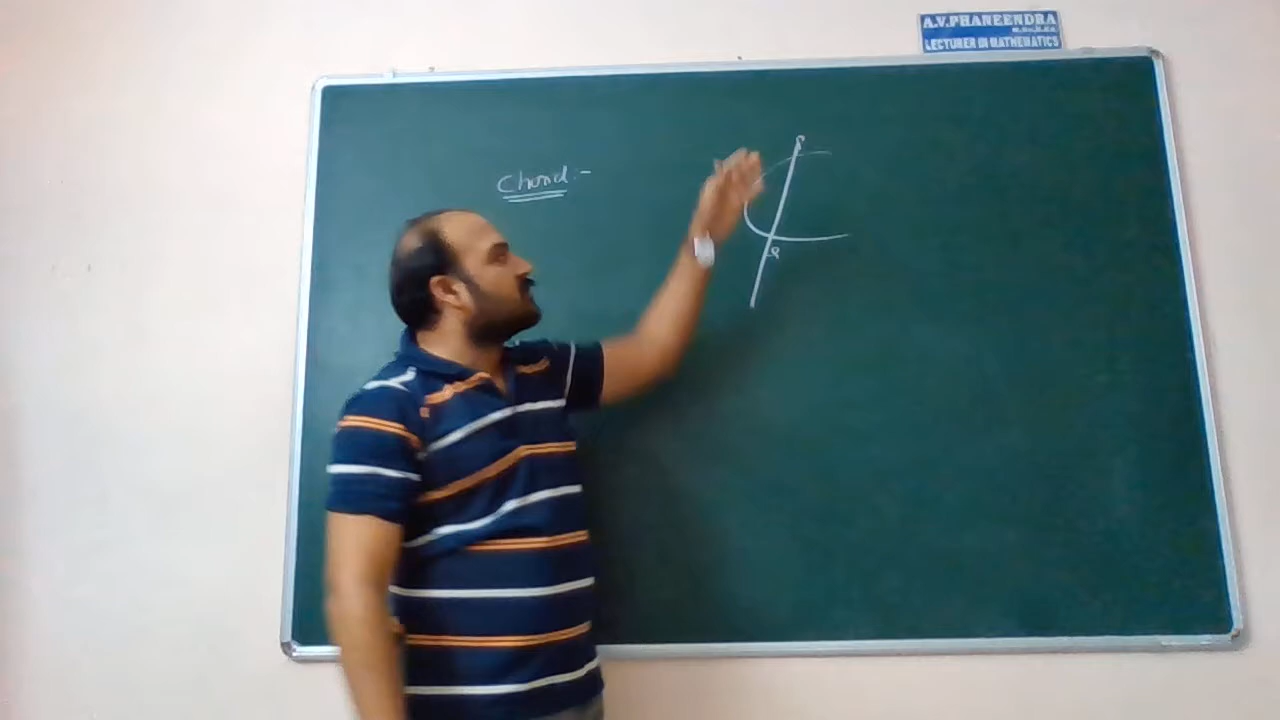 A.V.PHANEENDRA
LECTURER IN MATHEMATICS
Chord :-
P
Q